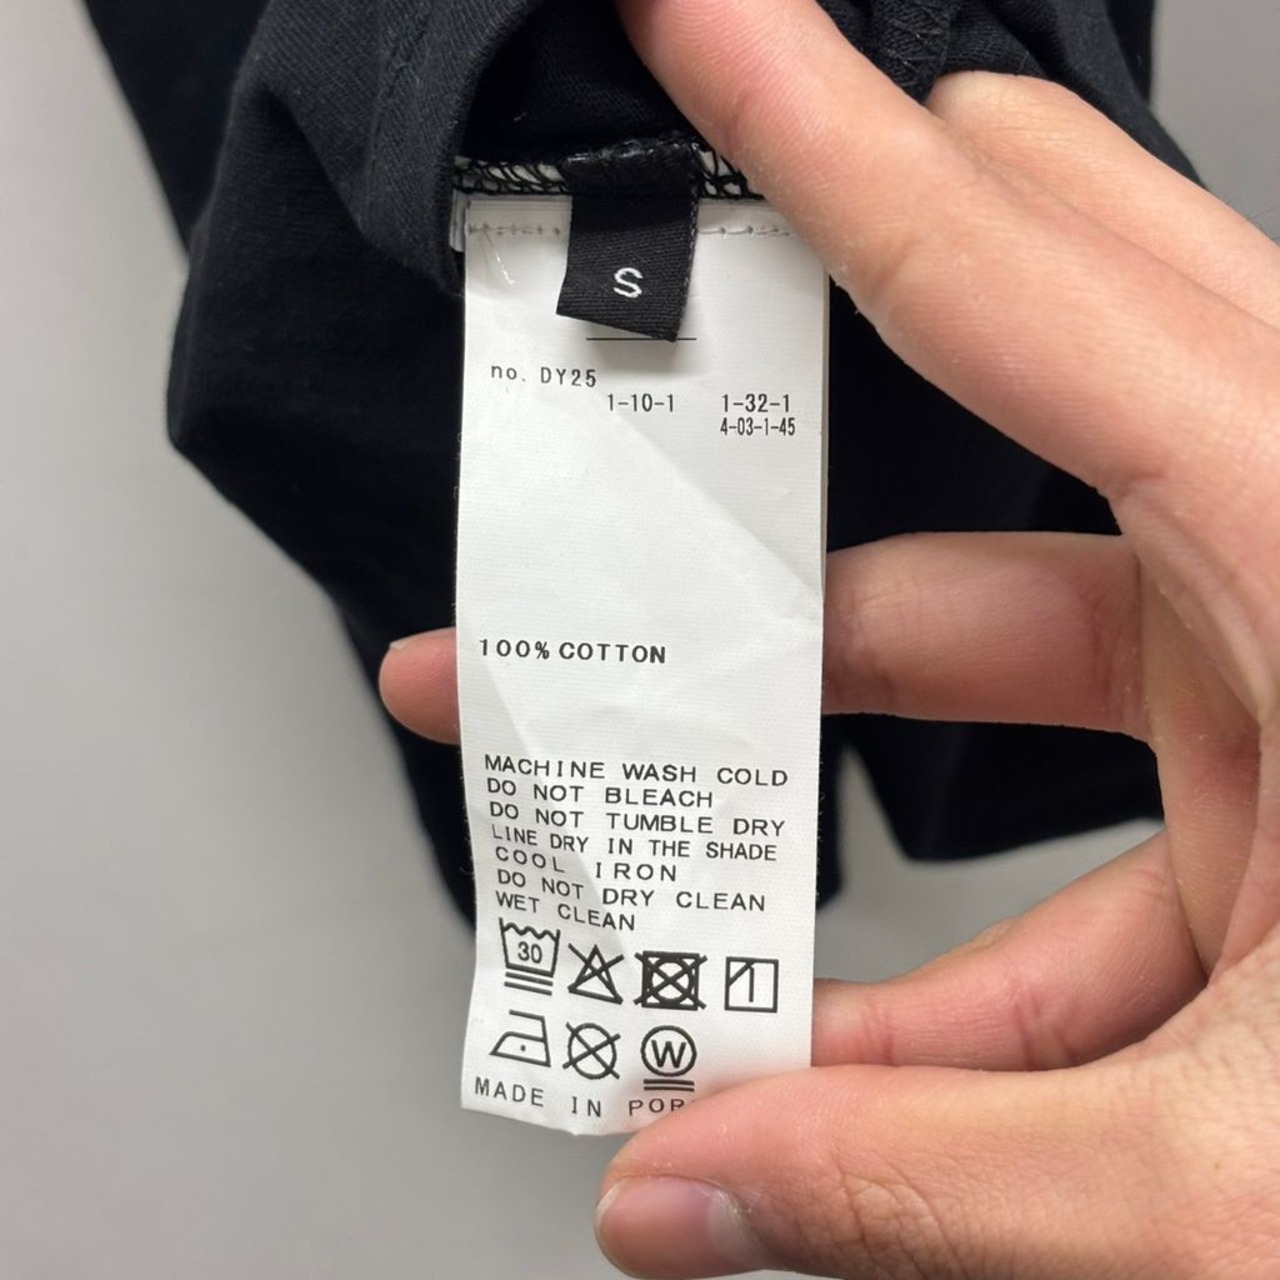 S
no. DY25
1-10-1 1-32-1
4-03-1-45
100% COTTON
MACHINE WASH COLD
DO NOT BLEACH
DO NOT TUMBLE DRY
LINE DRY IN THE SHADE
COOL IRON
DO NOT DRY CLEAN
WET CLEAN
30
W
MADE IN